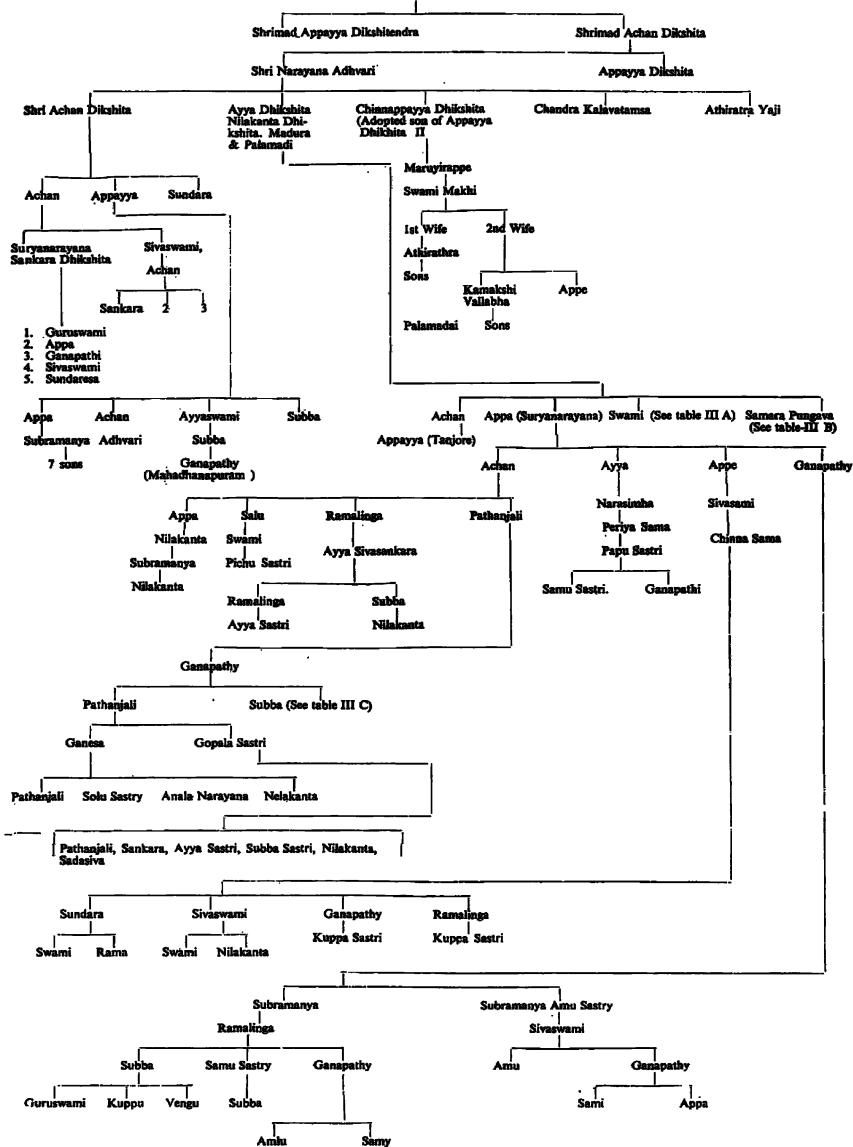 Shrimad Appayya Dikshitendra Shrimad Achan Dikshita
Shri Narayana Adhvari Appayya Dikshita
Shri Achan Dikshita
Ayya Dhikshita
Nilakanta Dhi-
kshita. Madura
& Palamadi
Chinnappayya Dhikshita
(Adopted son of Appayya
Dhikhita II
Chandra Kalavatamsa
Athiratra Yaji
Maruyirappe
Swami Makhi
Achan Appayya Sundara
1st Wife 2nd Wife
Suryanarayana
Sankara Dhikshita
Sivaswami,
Achan
Athirathra
Sons
Sankara 2 3
Kamakshi
Vallabha
Appe
Palamadai Sons
1. Guruswami
2. Appa
3. Ganapathi
4. Sivaswami
5. Sundaresa
Appa Achan Ayyaswami Subba
Subramanya Adhvari Subba
7 sons
Ganapathy
(Mahadhanapuram )
Achan Appa (Suryanarayana) Swami (See table III A) Samara Pungava
(See table-III B)
Appayya (Tanjore)
Achan Ayya Appe Ganapathy
Narasimha Sivasami
Periya Sama Chinna Sama
Papu Sastri
Samu Sastri. Ganapathi
Appa Salu Ramalinga Pathanjali
Nilakanta Swami Ayya Sivasankara
Subramanya Pichu Sastri
Nilakanta
Ramalinga Subba
Ayya Sastri Nilakanta
Ganapathy
Pathanjali Subba (See table III C)
Ganesa Gopala Sastri
Pathanjali Solu Sastry Anala Narayana Nelakanta
Pathanjali, Sankara, Ayya Sastri, Subba Sastri, Nilakanta,
Sadasiva
Sundara Sivaswami Ganapathy Ramalinga
Swami Rama Swami Nilakanta Kuppa Sastri Kuppa Sastri
Subramanya Subramanya Amu Sastry
Ramalinga Sivaswami
Subba Samu Sastry Ganapathy Amu Ganapathy
Guruswami Kuppu Vengu Subba Sami Appa
Amlu Samy